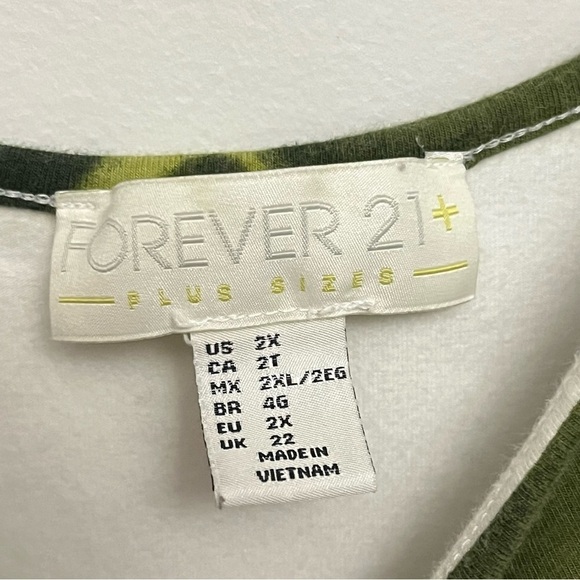 FOREVER 21+
PLUS SIZES
US 2X
CA 2T
MX 2XL/2EG
BR 4G
EU 2X
UK 22
MADE IN
VIETNAM